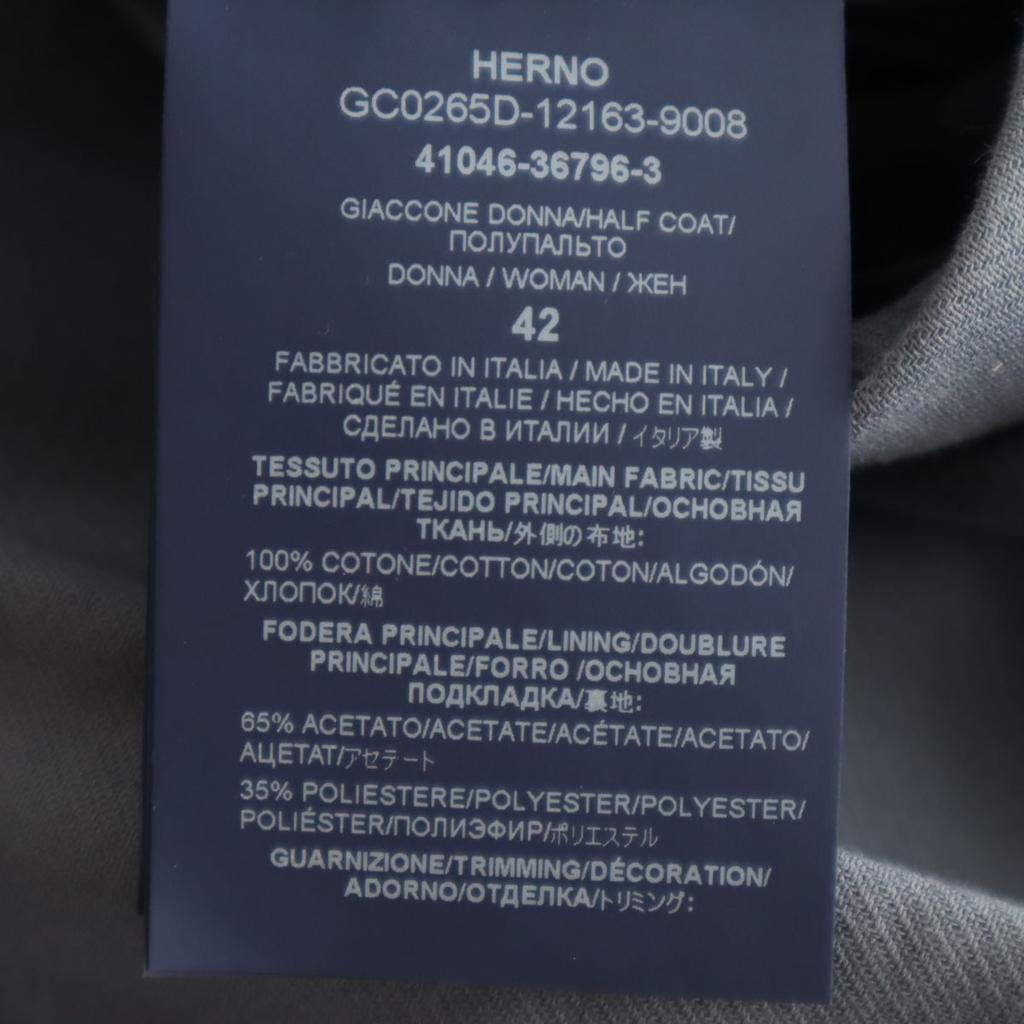 HERNO
GC0265D-12163-9008
41046-36796-3
GIACCONE DONNA/HALF COAT/
ПОЛУПАЛЬТО
DONNA / WOMAN / ЖЕН
42
FABBRICATO IN ITALIA / MADE IN ITALY /
FABRIQUÉ EN ITALIE / HECHO EN ITALIA /
СДЕЛАНО В ИТАЛИИ / イタリア製
TESSUTO PRINCIPALE/MAIN FABRIC/TISSU
PRINCIPAL/TEJIDO PRINCIPAL/ОСНОВНАЯ
ТКАНЬ/外側の布地:
100% COTONE/COTTON/COTON/ALGODÓN/
ХЛОПОК/綿
FODERA PRINCIPALE/LINING/DOUBLURE
PRINCIPALE/FORRO /ОСНОВНАЯ
ПОДКЛАДКА/裏地:
65% ACETATO/ACETATE/ACÉTATE/ACETATO/
АЦЕТАТ/アセテート
35% POLIESTERE/POLYESTER/POLYESTER/
POLIÉSTER/ПОЛИЭФИР/ポリエステル
GUARNIZIONE/TRIMMING/DÉCORATION/
ADORNO/ОТДЕЛКА/トリミング: